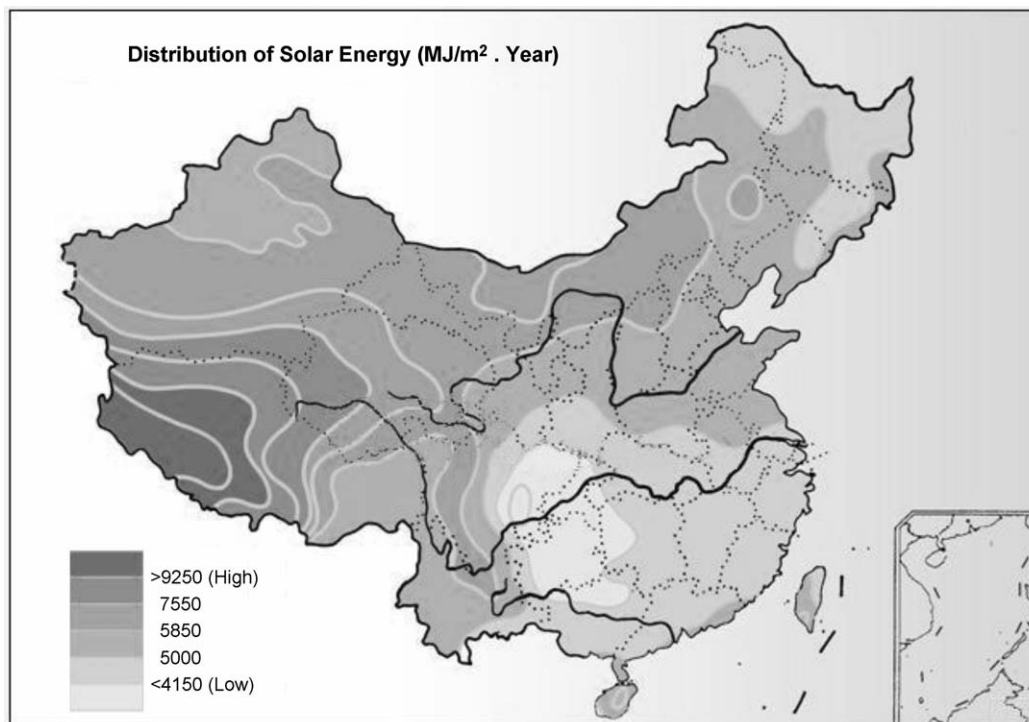 Distribution of Solar Energy (MJ/m² . Year)
>9250 (High)
7550
5850
5000
<4150 (Low)